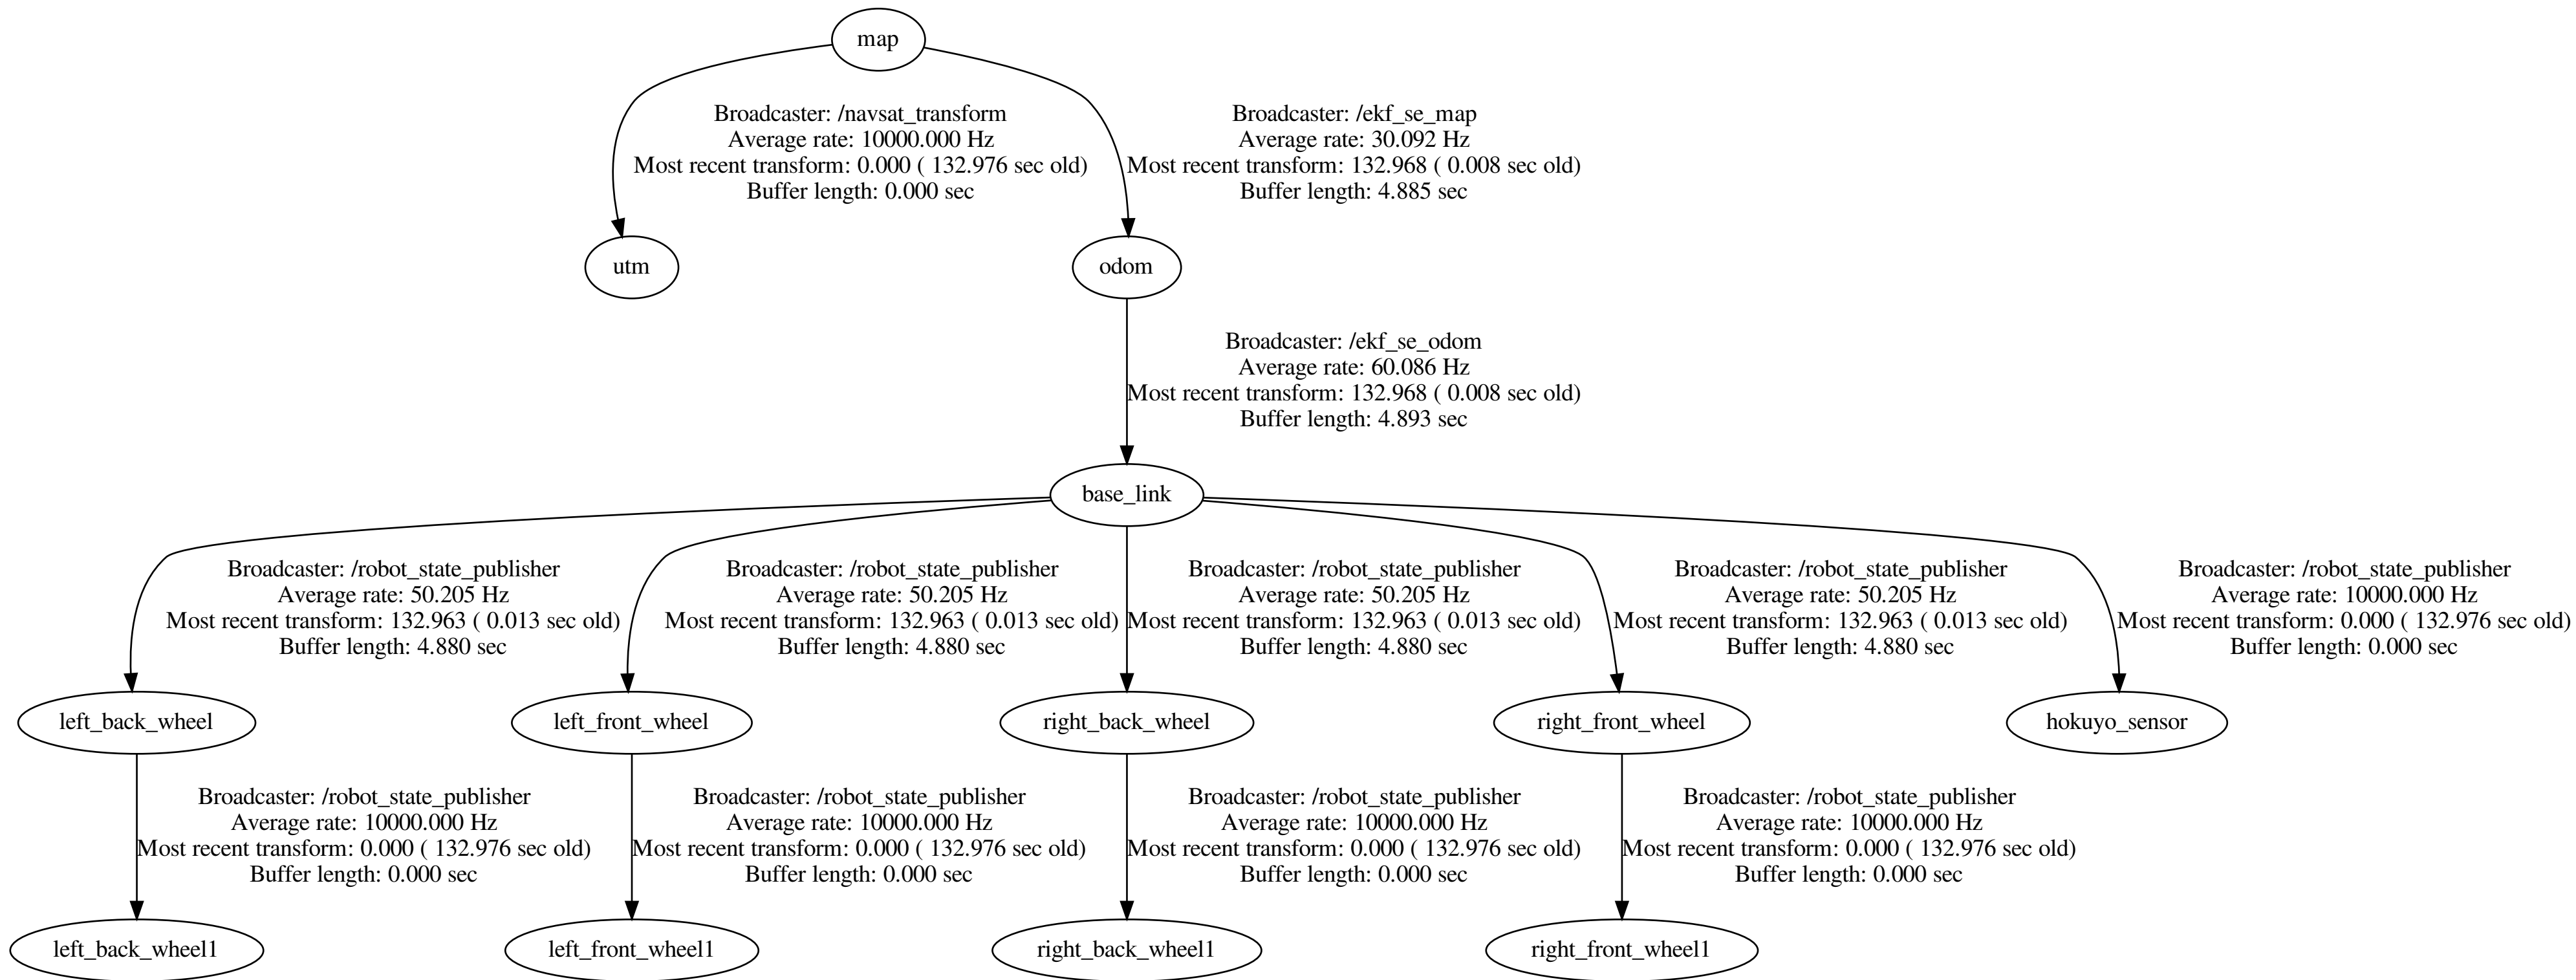 map
Broadcaster: /navsat_transform
Average rate: 10000.000 Hz
Most recent transform: 0.000 ( 132.976 sec old)
Buffer length: 0.000 sec
Broadcaster: /ekf_se_map
Average rate: 30.092 Hz
Most recent transform: 132.968 ( 0.008 sec old)
Buffer length: 4.885 sec
utm
odom
Broadcaster: /ekf_se_odom
Average rate: 60.086 Hz
Most recent transform: 132.968 ( 0.008 sec old)
Buffer length: 4.893 sec
base_link
Broadcaster: /robot_state_publisher
Average rate: 50.205 Hz
Most recent transform: 132.963 ( 0.013 sec old)
Buffer length: 4.880 sec
Broadcaster: /robot_state_publisher
Average rate: 50.205 Hz
Most recent transform: 132.963 ( 0.013 sec old)
Buffer length: 4.880 sec
Broadcaster: /robot_state_publisher
Average rate: 50.205 Hz
Most recent transform: 132.963 ( 0.013 sec old)
Buffer length: 4.880 sec
Broadcaster: /robot_state_publisher
Average rate: 50.205 Hz
Most recent transform: 132.963 ( 0.013 sec old)
Buffer length: 4.880 sec
Broadcaster: /robot_state_publisher
Average rate: 10000.000 Hz
Most recent transform: 0.000 ( 132.976 sec old)
Buffer length: 0.000 sec
left_back_wheel
left_front_wheel
right_back_wheel
right_front_wheel
hokuyo_sensor
Broadcaster: /robot_state_publisher
Average rate: 10000.000 Hz
Most recent transform: 0.000 ( 132.976 sec old)
Buffer length: 0.000 sec
Broadcaster: /robot_state_publisher
Average rate: 10000.000 Hz
Most recent transform: 0.000 ( 132.976 sec old)
Buffer length: 0.000 sec
Broadcaster: /robot_state_publisher
Average rate: 10000.000 Hz
Most recent transform: 0.000 ( 132.976 sec old)
Buffer length: 0.000 sec
Broadcaster: /robot_state_publisher
Average rate: 10000.000 Hz
Most recent transform: 0.000 ( 132.976 sec old)
Buffer length: 0.000 sec
left_back_wheel1
left_front_wheel1
right_back_wheel1
right_front_wheel1